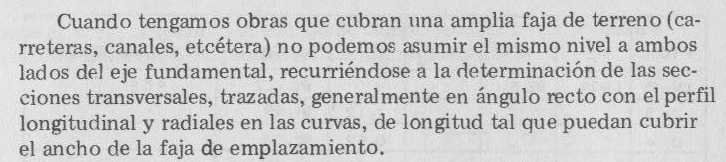 Cuando tengamos obras que cubran una amplia faja de terreno (ca-
rreteras, canales, etcétera) no podemos asumir el mismo nivel a ambos
lados del eje fundamental, recurriéndose a la determinación de las sec-
ciones transversales, trazadas, generalmente en ángulo recto con el perfil
longitudinal y radiales en las curvas, de longitud tal que puedan cubrir
el ancho de la faja de emplazamiento.